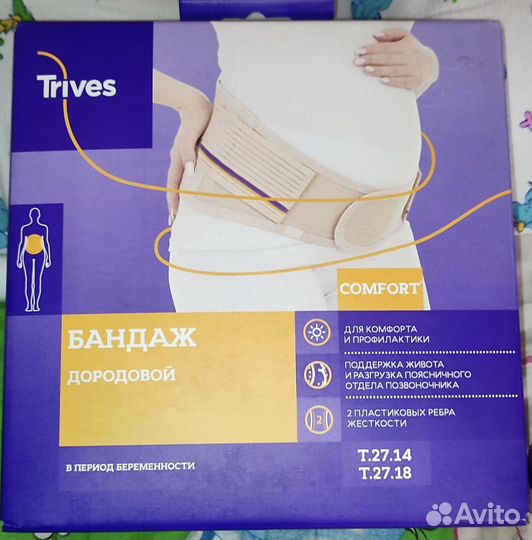 Trives
COMFORT
БАНДАЖ
ДОРОДОВОЙ
В ПЕРИОД БЕРЕМЕННОСТИ
ДЛЯ КОМФОРТА
И ПРОФИЛАКТИКИ
ПОДДЕРЖКА ЖИВОТА
И РАЗГРУЗКА ПОЯСНИЧНОГО
ОТДЕЛА ПОЗВОНОЧНИКА
2
2 ПЛАСТИКОВЫХ РЕБРА
ЖЕСТКОСТИ
Т.27.14
Т.27.18
Avito